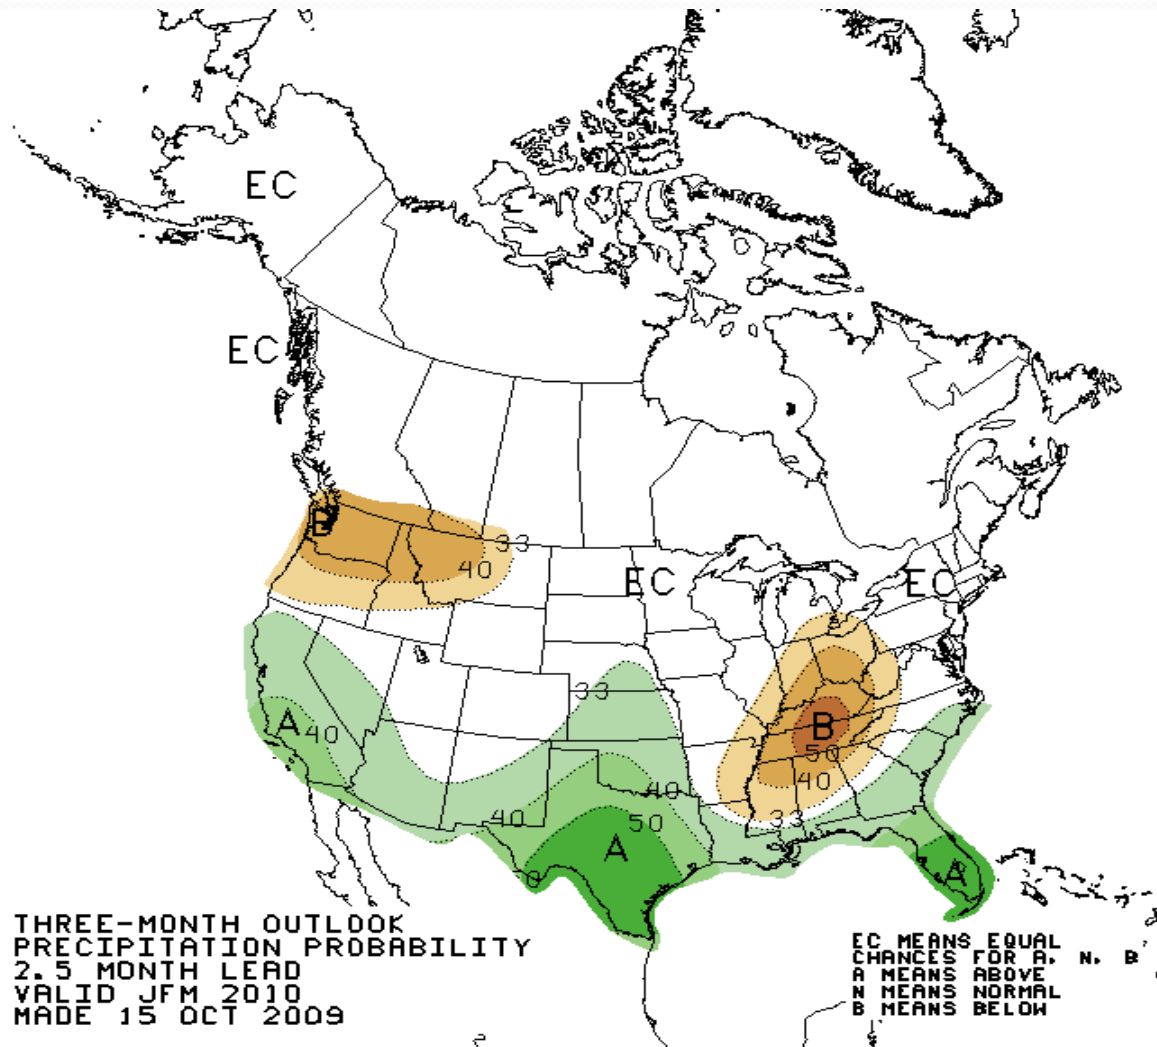 EC
EC
B
33
40
EC
EC
33
A
40
B
50
40
40
40
50
33
A
A
THREE-MONTH OUTLOOK
PRECIPITATION PROBABILITY
2.5 MONTH LEAD
VALID JFM 2010
MADE 15 OCT 2009
EC MEANS EQUAL
CHANCES FOR A, N, B
A MEANS ABOVE
N MEANS NORMAL
B MEANS BELOW